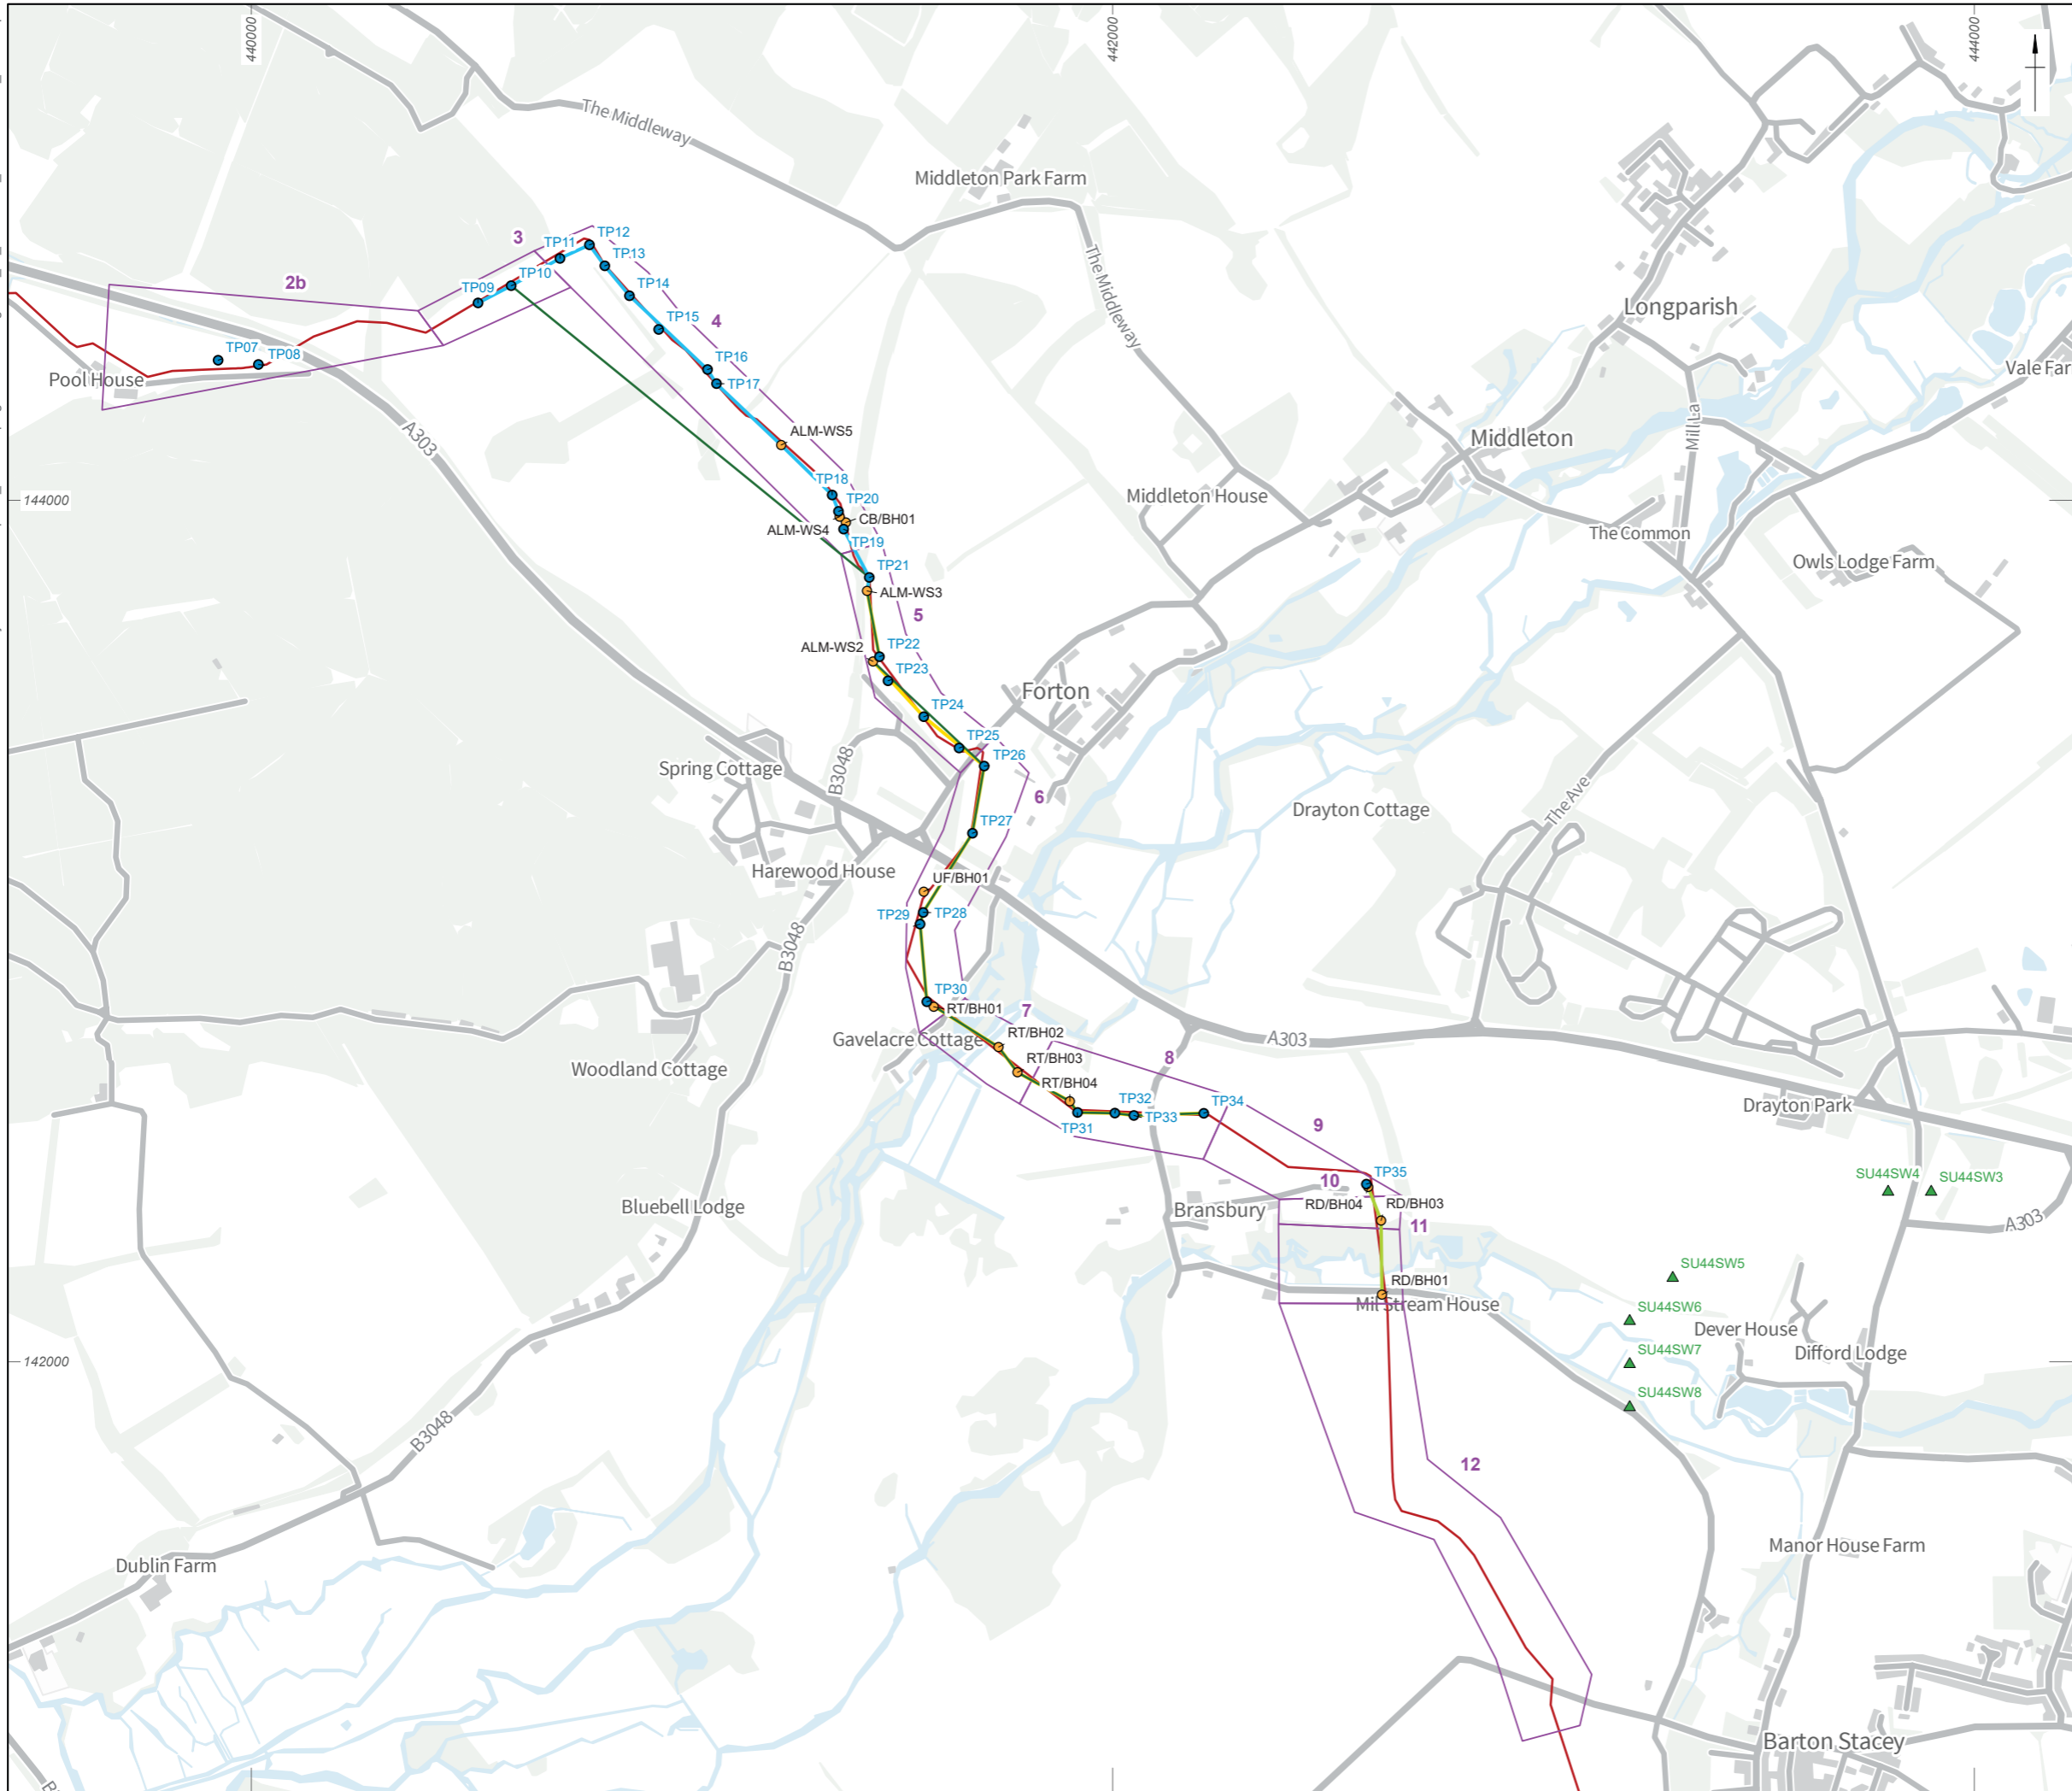 440000
442000
444000
The Middleway
Middleton Park Farm
The Middleway
3
TP12
TP11
TP13
TP10
2b
TP09
TP14
Longparish
TP15
4
TP07
TP08
TP16
Pool House
TP17
Vale Far
A303
ALM-WS5
Mill La
Middleton
TP18
144000
TP20
Middleton House
CB/BH01
ALM-WS4
The Common
TP19
Owls Lodge Farm
TP21
ALM-WS3
5
TP22
ALM-WS2
TP23
Forton
TP24
TP25
TP26
Spring Cottage
B3048
6
The Ave
Drayton Cottage
TP27
Harewood House
UF/BH01
TP29
TP28
B3048
TP30
RT/BH01
7
RT/BH02
Gavelacre Cottage
A303
RT/BH03
8
Woodland Cottage
RT/BH04
TP32
TP34
TP33
TP31
Drayton Park
9
TP35
SU44SW4
SU44SW3
10
RD/BH04
RD/BH03
Bluebell Lodge
Bransbury
11
A303
SU44SW5
RD/BH01
Mill Stream House
SU44SW6
Dever House
SU44SW7
Difford Lodge
142000
SU44SW8
B3048
12
Manor House Farm
Dublin Farm
Barton Stacey